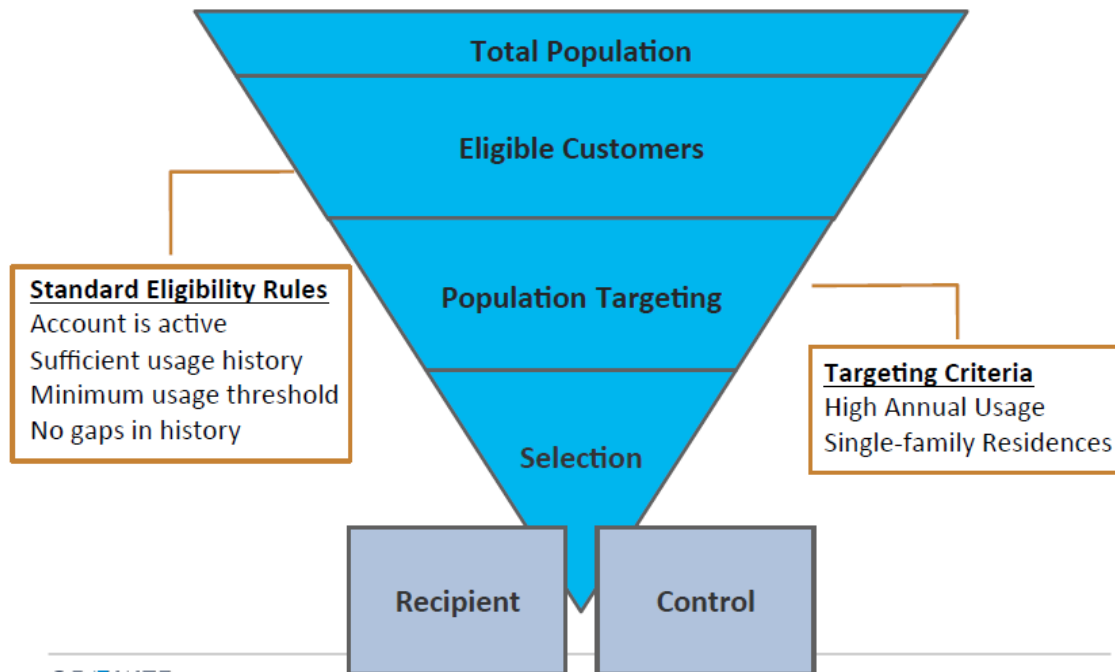 Total Population
Eligible Customers
Standard Eligibility Rules
Account is active
Sufficient usage history
Minimum usage threshold
No gaps in history
Population Targeting
Targeting Criteria
High Annual Usage
Single-family Residences
Selection
Recipient
Control